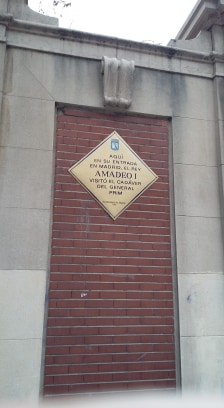 AQUÍ
EN SU ENTRADA
EN MADRID, EL REY
AMADEO I
VISITÓ EL CADÁVER
DEL GENERAL
PRIM